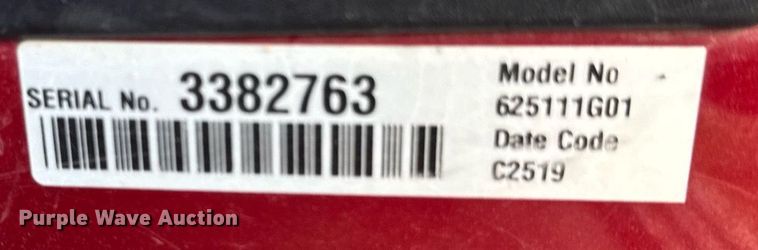 SERIAL No. 3382763
Model No
625111G01
Date Code
C2519
Purple Wave Auction